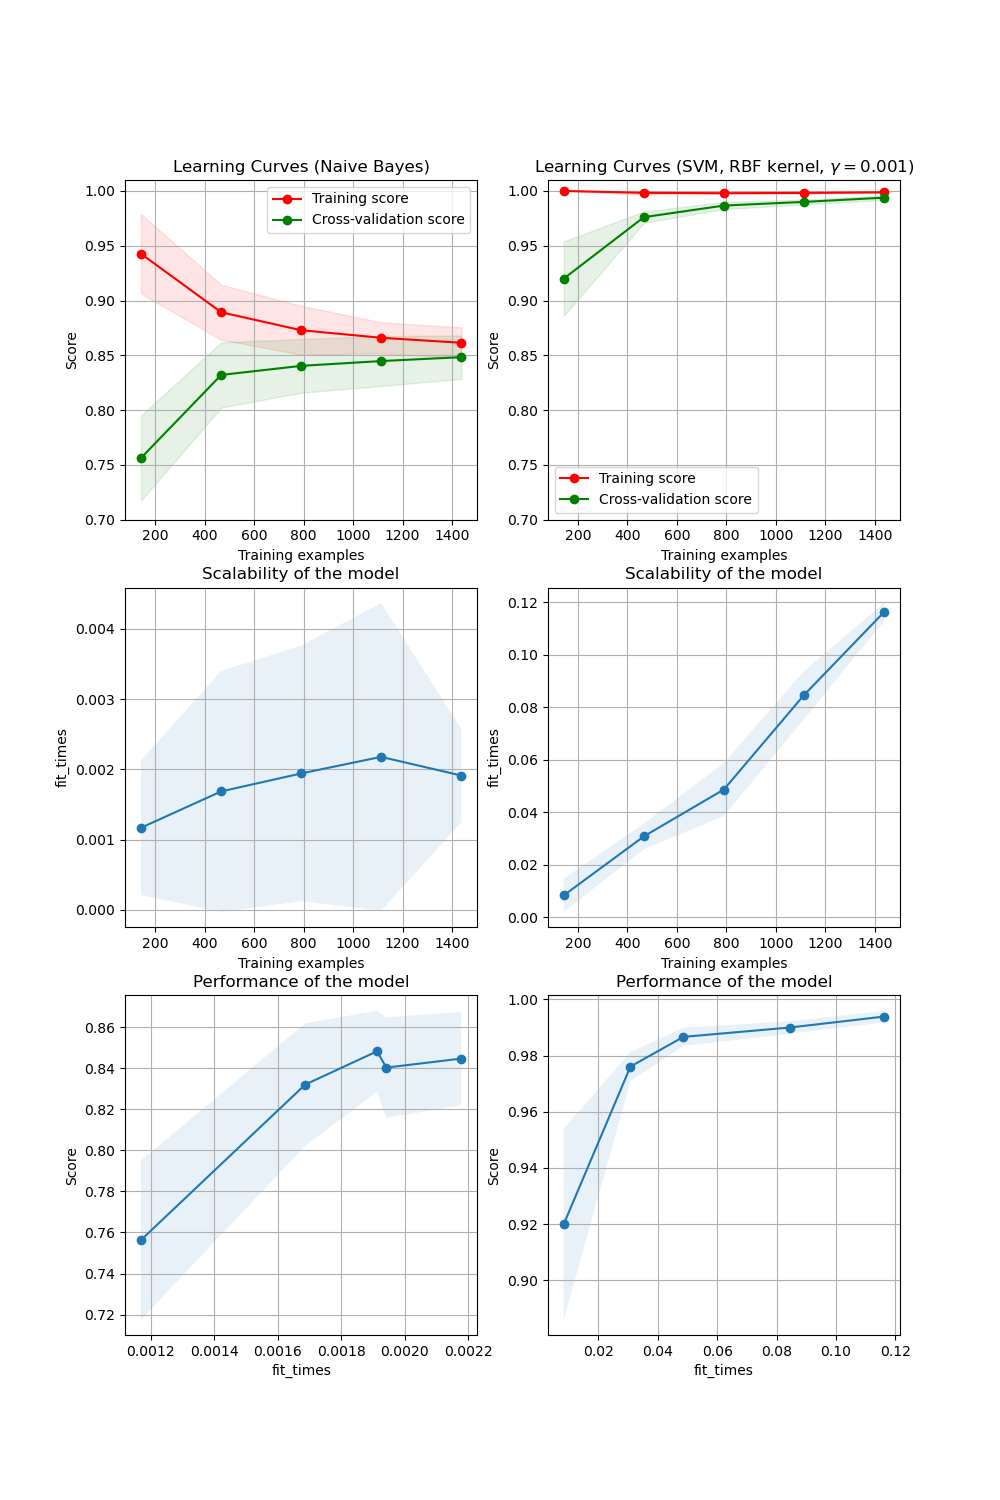 Learning Curves (Naive Bayes)
Learning Curves (SVM, RBF kernel, γ = 0.001)
1.00
0.95
0.90
0.85
0.80
0.75
0.70
Score
Training score
Cross-validation score
200 400 600 800 1000 1200 1400
Training examples
1.00
0.95
0.90
0.85
0.80
0.75
0.70
Score
Training score
Cross-validation score
200 400 600 800 1000 1200 1400
Training examples
Scalability of the model
0.004
0.003
0.002
0.001
0.000
fit_times
200 400 600 800 1000 1200 1400
Training examples
Scalability of the model
0.12
0.10
0.08
0.06
0.04
0.02
0.00
fit_times
200 400 600 800 1000 1200 1400
Training examples
Performance of the model
0.86
0.84
0.82
0.80
0.78
0.76
0.74
0.72
Score
0.0012 0.0014 0.0016 0.0018 0.0020 0.0022
fit_times
Performance of the model
1.00
0.98
0.96
0.94
0.92
0.90
Score
0.02 0.04 0.06 0.08 0.10 0.12
fit_times